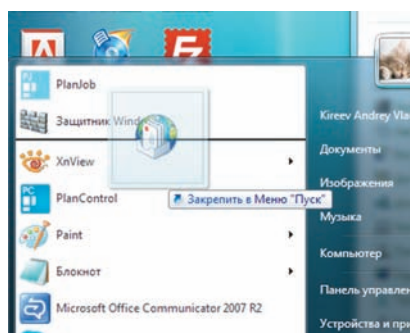 PlanJob
Защитник Wind
XnView
PlanControl
Закрепить в Меню "Пуск"
Paint
Блокнот
Microsoft Office Communicator 2007 R2
Kireev Andrey Vla
Документы
Изображения
Музыка
Компьютер
Панель управлен
Устройства и при